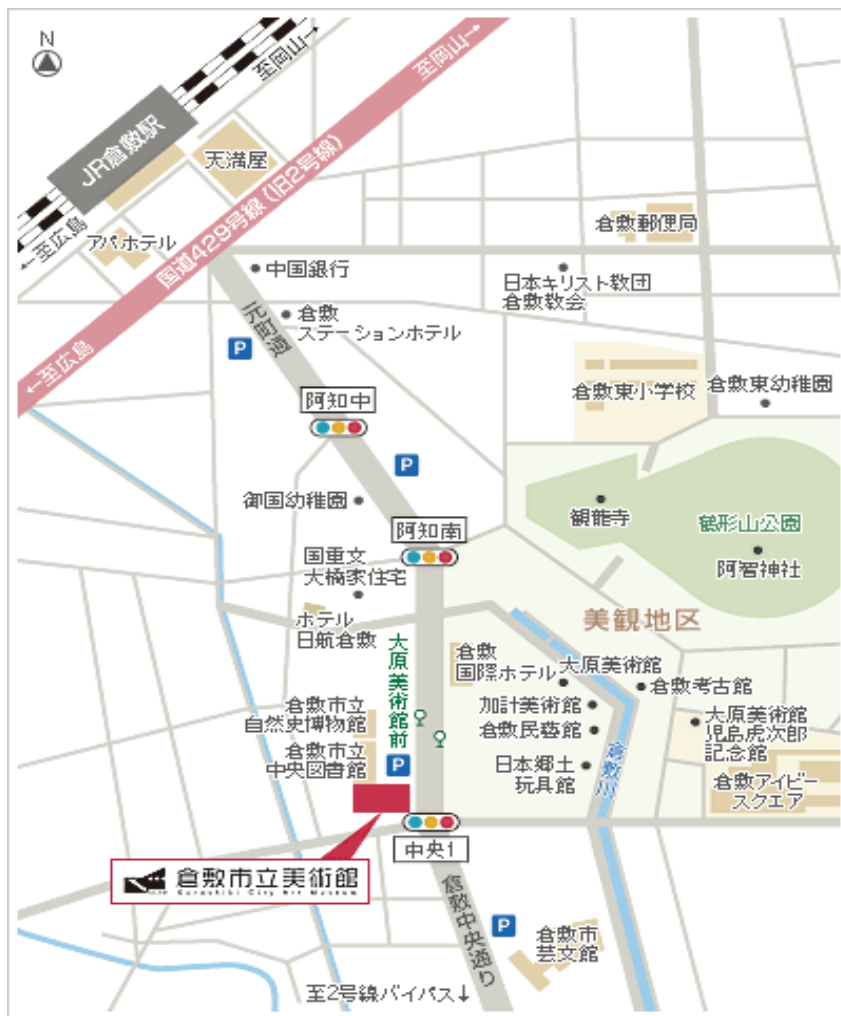 N
至岡山→
至岡山→
JR倉敷駅
天満屋
国道429号線(旧2号線)
←至広島
アパホテル
倉敷郵便局
中国銀行
日本キリスト教団
倉敷教会
倉敷
ステーションホテル
元町通
P
←至広島
倉敷東小学校
倉敷東幼稚園
阿知中
P
御国幼稚園
観龍寺
鶴形山公園
阿知南
国重文
大橋家住宅
阿智神社
美観地区
ホテル
日航倉敷
大原美術館前
倉敷
国際ホテル
大原美術館
倉敷考古館
加計美術館
倉敷市立
自然史博物館
倉敷民藝館
大原美術館
児島虎次郎
記念館
倉敷市立
中央図書館
P
日本郷土
玩具館
倉敷川
倉敷アイビー
スクエア
中央1
倉敷市立美術館
Kurashiki City Art Museum
倉敷中央通り
P
倉敷市
芸文館
至2号線バイパス↓